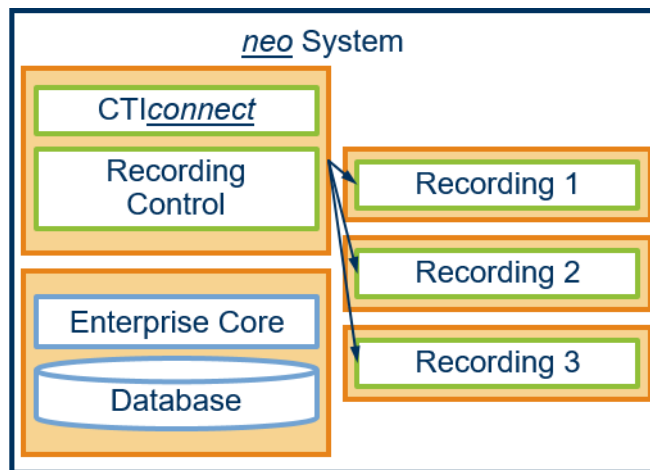 neo System
CTIconnect
Recording
Control
Recording 1
Recording 2
Recording 3
Enterprise Core
Database